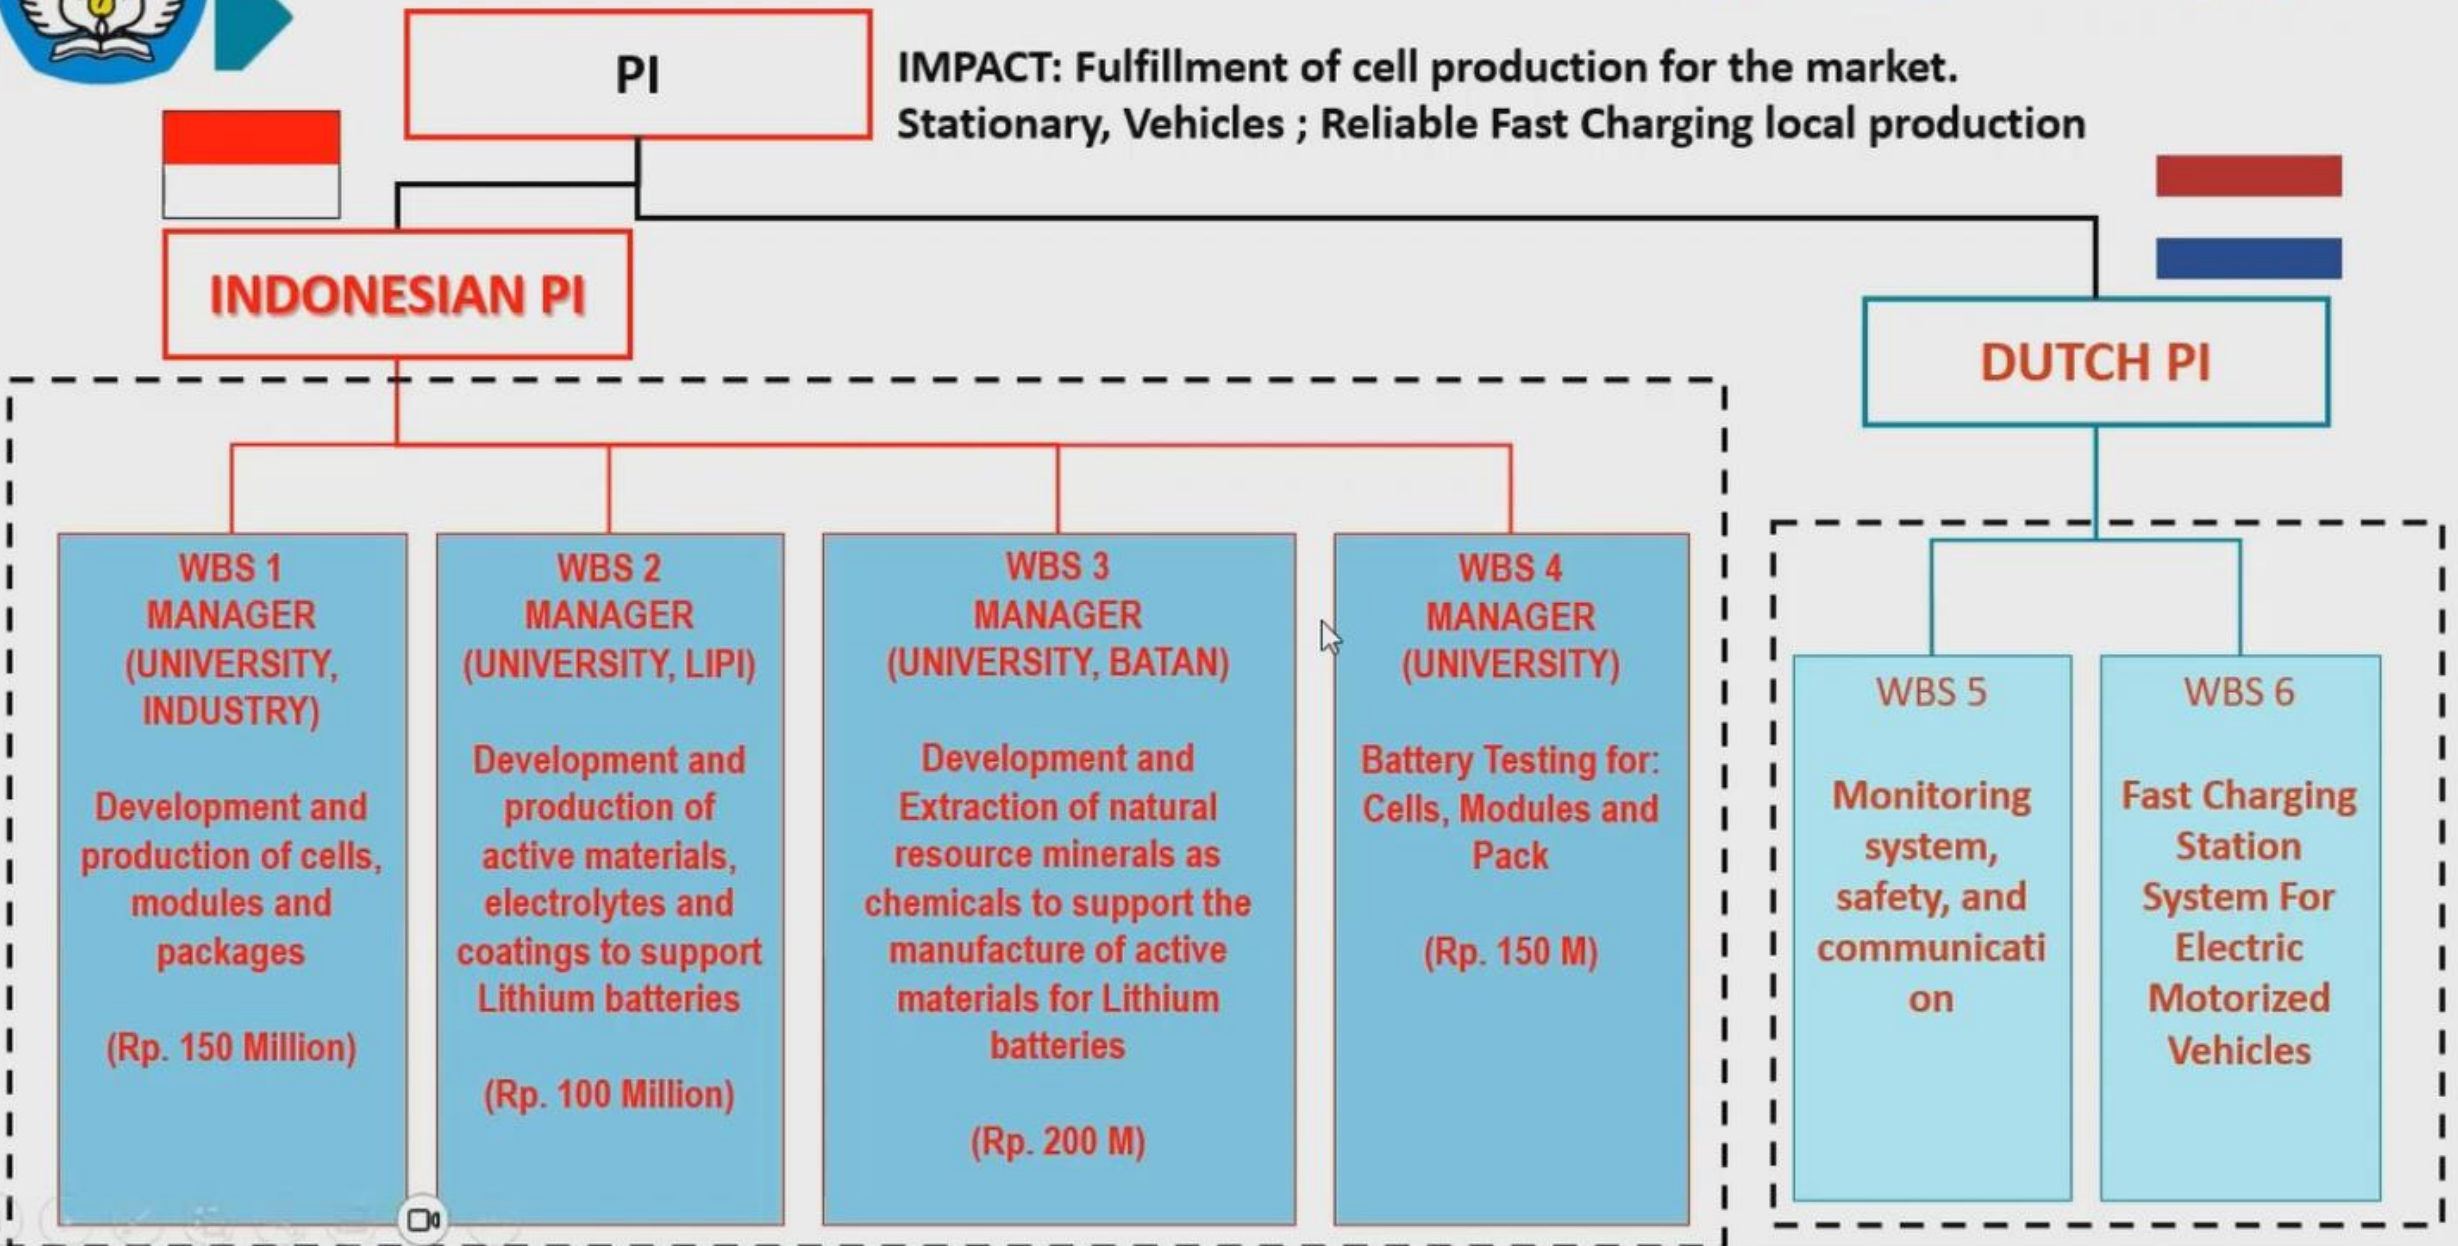 PI
IMPACT: Fulfillment of cell production for the market.
Stationary, Vehicles ; Reliable Fast Charging local production
INDONESIAN PI
DUTCH PI
WBS 1
MANAGER
(UNIVERSITY,
INDUSTRY)
Development and
production of cells,
modules and
packages
(Rp. 150 Million)
WBS 2
MANAGER
(UNIVERSITY, LIPI)
Development and
production of
active materials,
electrolytes and
coatings to support
Lithium batteries
(Rp. 100 Million)
WBS 3
MANAGER
(UNIVERSITY, BATAN)
Development and
Extraction of natural
resource minerals as
chemicals to support the
manufacture of active
materials for Lithium
batteries
(Rp. 200 M)
WBS 4
MANAGER
(UNIVERSITY)
Battery Testing for:
Cells, Modules and
Pack
(Rp. 150 M)
WBS 5
Monitoring
system,
safety, and
communicati
on
WBS 6
Fast Charging
Station
System For
Electric
Motorized
Vehicles